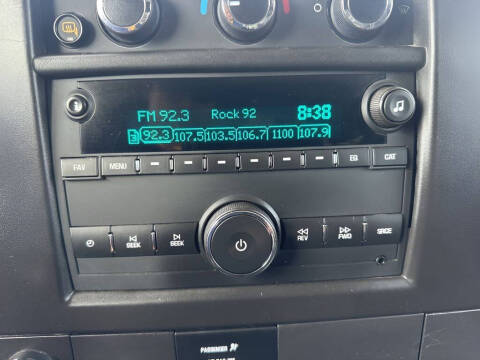 FM 92.3 Rock 92 8:38
3 92.3 107.5 103.5 106.7 1100 107.9
FAV MENU EQ CAT
SEEK SEEK REV FWD SRCE
PASSENGER